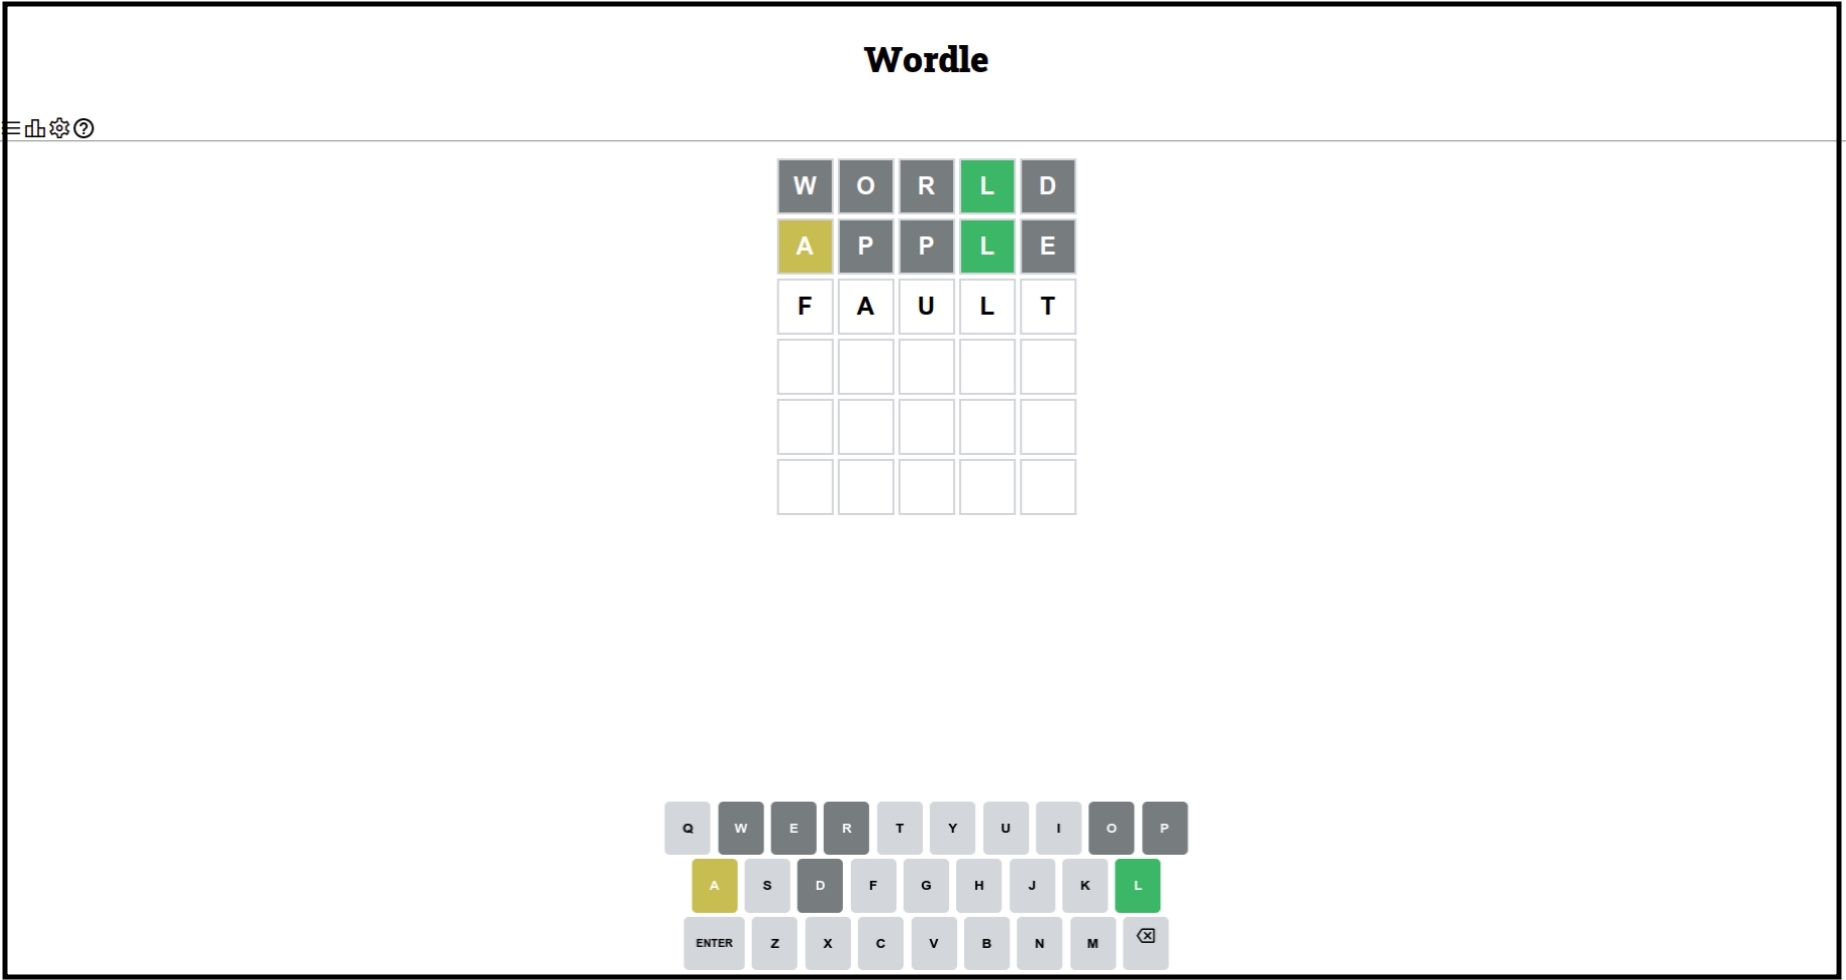 Wordle
W O R L D
A P P L E
F A U L T
Q W E R T Y U I O P
A S D F G H J K L
ENTER Z X C V B N M